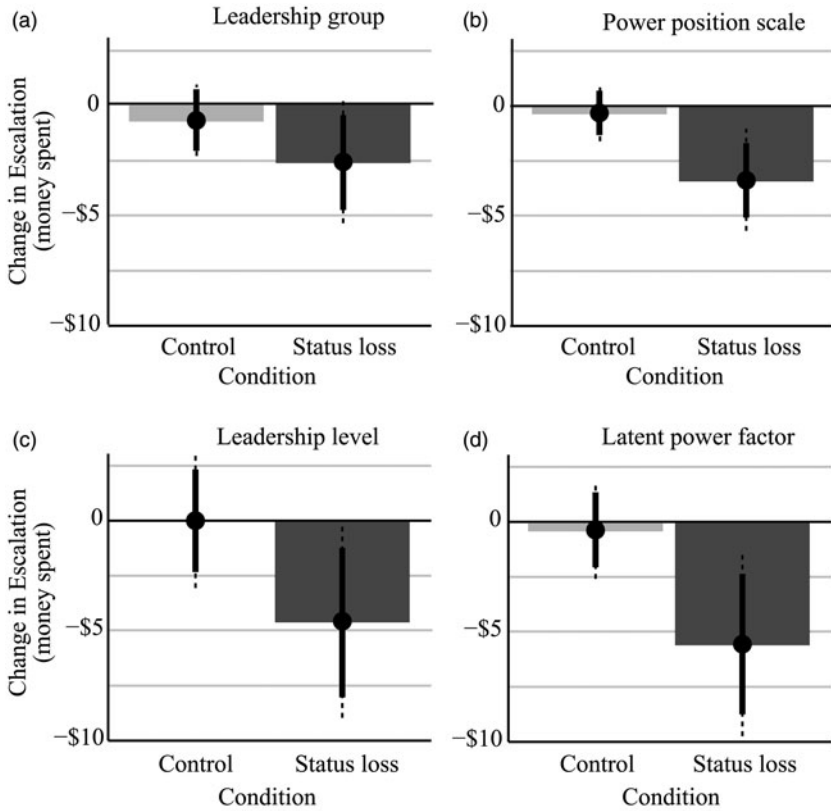 (a)
Leadership group
Change in Escalation
(money spent)
0
−$5
−$10
Control
Status loss
Condition
(b)
Power position scale
0
−$5
−$10
Control
Status loss
Condition
(c)
Leadership level
Change in Escalation
(money spent)
0
−$5
−$10
Control
Status loss
Condition
(d)
Latent power factor
0
−$5
−$10
Control
Status loss
Condition